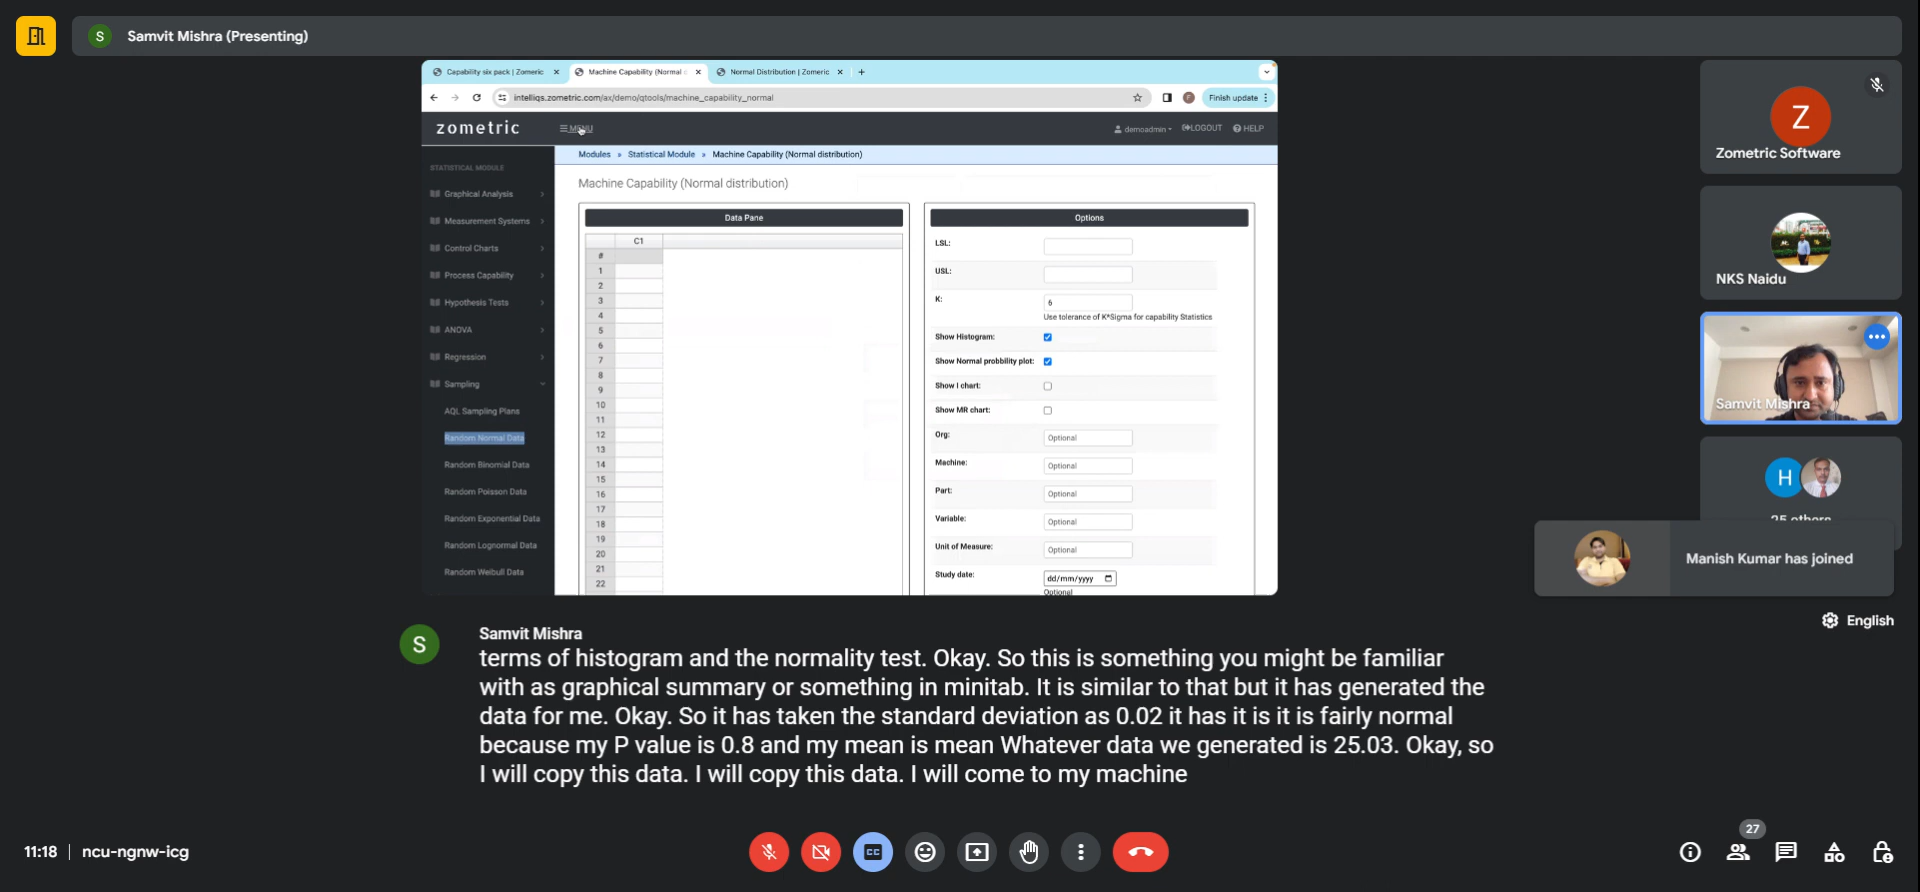 S Samvit Mishra (Presenting)
Capability six pack | Zomeric
Machine Capability (Normal
Normal Distribution | Zomeric
intelliqs.zometric.com/ax/demo/qtools/machine_capability_normal
Finish update
zometric
MENU
demoadmin
LOGOUT
HELP
STATISTICAL MODULE
Graphical Analysis
Measurement Systems
Control Charts
Process Capability
Hypothesis Tests
ANOVA
Regression
Sampling
AQL Sampling Plans
Random Normal Data
Random Binomial Data
Random Poisson Data
Random Exponential Data
Random Lognormal Data
Random Weibull Data
Modules » Statistical Module » Machine Capability (Normal distribution)
Machine Capability (Normal distribution)
Data Pane
C1
#
1
2
3
4
5
6
7
8
9
10
11
12
13
14
15
16
17
18
19
20
21
22
Options
LSL:
USL:
K: 6
Use tolerance of K*Sigma for capability Statistics
Show Histogram:
Show Normal probbility plot:
Show I chart:
Show MR chart:
Org: Optional
Machine: Optional
Part: Optional
Variable: Optional
Unit of Measure: Optional
Study date: dd/mm/yyyy
Optional
Z
Zometric Software
NKS Naidu
Samvit Mishra
H
25 others
Manish Kumar has joined
English
S
Samvit Mishra
terms of histogram and the normality test. Okay. So this is something you might be familiar
with as graphical summary or something in minitab. It is similar to that but it has generated the
data for me. Okay. So it has taken the standard deviation as 0.02 it has it is it is fairly normal
because my P value is 0.8 and my mean is mean Whatever data we generated is 25.03. Okay, so
I will copy this data. I will copy this data. I will come to my machine
11:18 | ncu-ngnw-icg
CC
27